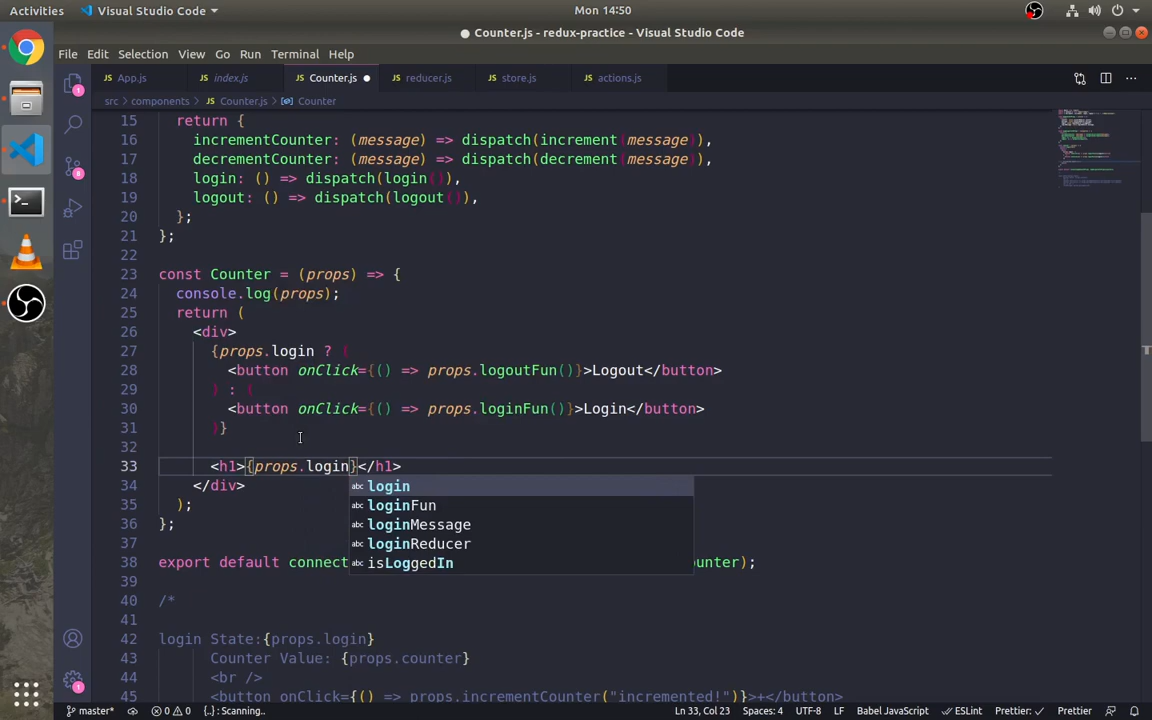 Activities Visual Studio Code Mon 14:50
Counter.js - redux-practice - Visual Studio Code
File Edit Selection View Go Run Terminal Help
App.js index.js Counter.js reducer.js store.js actions.js
src > components > Counter.js > Counter
15 return {
16 incrementCounter: (message) => dispatch(increment(message)),
17 decrementCounter: (message) => dispatch(decrement(message)),
18 login: () => dispatch(login()),
19 logout: () => dispatch(logout()),
20 };
21 };
22
23 const Counter = (props) => {
24 console.log(props);
25 return (
26 <div>
27 {props.login ? (
28 <button onClick={() => props.logoutFun()}>Logout</button>
29 ) : (
30 <button onClick={() => props.loginFun()}>Login</button>
31 )}
32
33 <h1>{props.login}</h1>
abc login
34 </div>
abc loginFun
35 );
abc loginMessage
36 };
abc loginReducer
37
abc isLoggedIn
38 export default connect ounter);
39
40 /*
41
42 login State:{props.login}
43 Counter Value: {props.counter}
44 <br />
45 <button onClick={() => props.incrementCounter("incremented!")}>+</button>
master* 0 0 {..}: Scanning.. Ln 33, Col 23 Spaces: 4 UTF-8 LF Babel JavaScript ESLint Prettier: Prettier